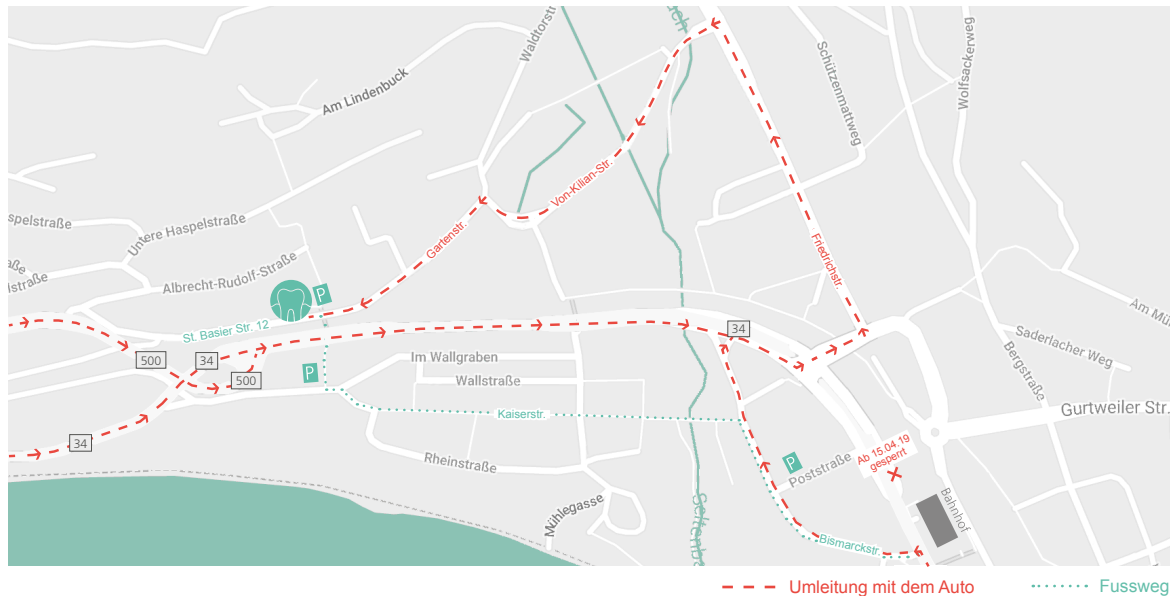 Waldtorstr
Am Lindenbuck
Schützenmattweg
Wolfsackerweg
Von-Kilian-Str.
spelstraße
Untere Haspelstraße
Gartenstr.
Friedrichstr.
Albrecht-Rudolf-Straße
P
St. Basier Str. 12
34
Am Mü
Saderlacher Weg
Bergstraße
500
34
500
P
Im Wallgraben
Wallstraße
Kaiserstr.
Gurtweiler Str.
34
Rheinstraße
P
Poststraße
Ab 15.04.19
gesperrt
Mühlegasse
Bahnhof
Bismarckstr.
Umleitung mit dem Auto
Fussweg